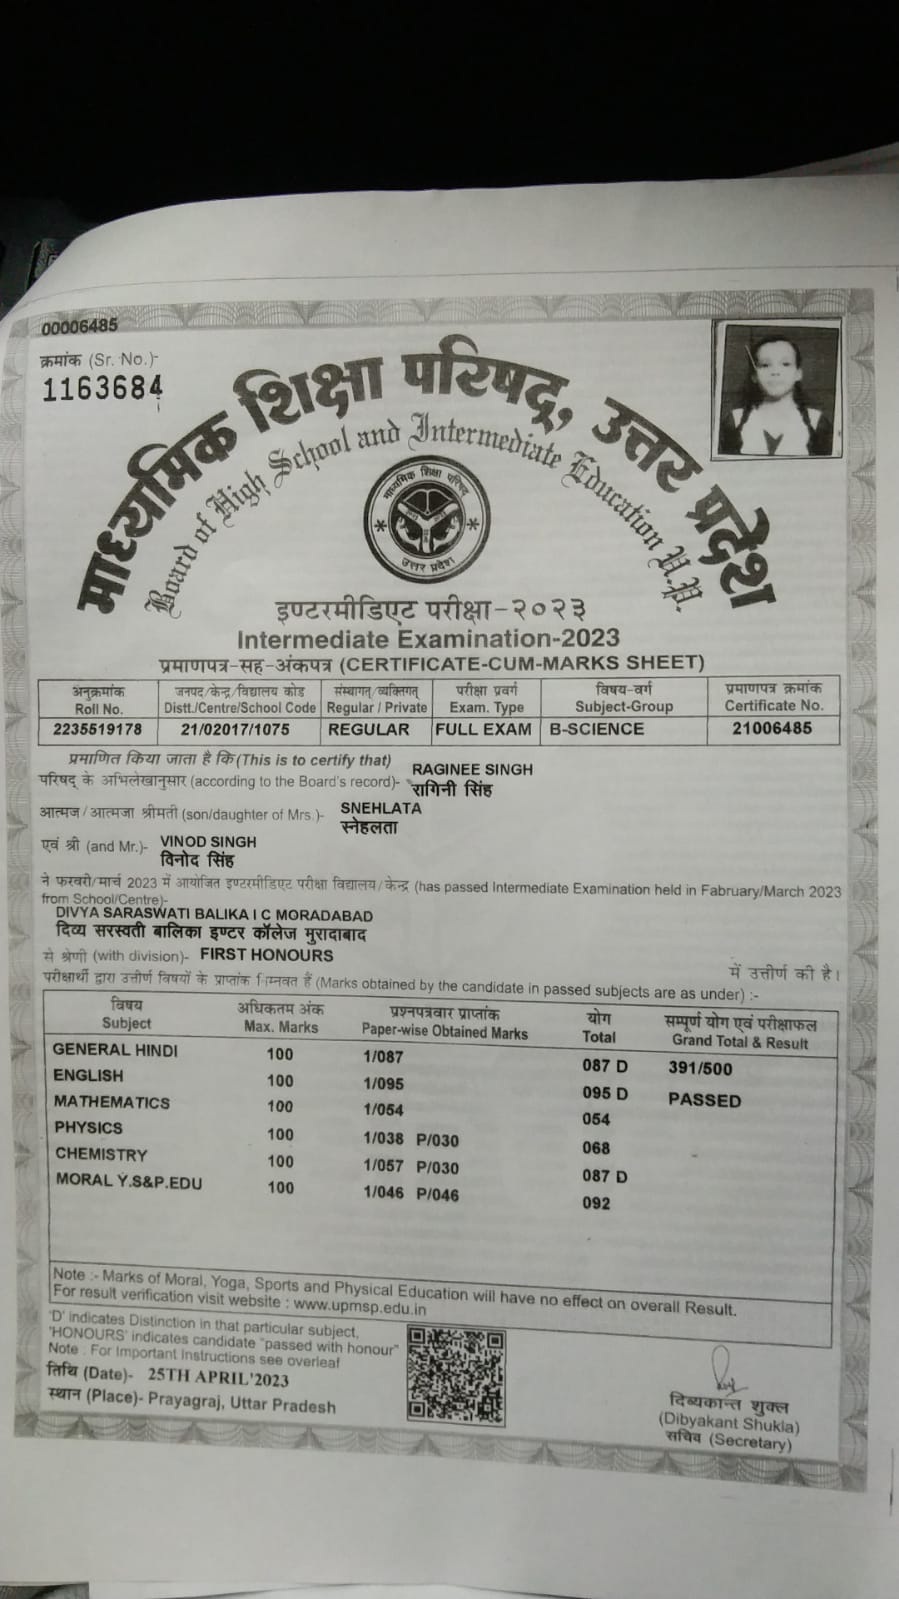 00006485
क्रमांक (Sr. No.)-
1163684
माध्यमिक शिक्षा परिषद्, उत्तर प्रदेश
Board of High School and Intermediate Education U.P.
माध्यमिक शिक्षा परिषद
उत्तर प्रदेश
इण्टरमीडिएट परीक्षा-२०२३
Intermediate Examination-2023
प्रमाणपत्र-सह-अंकपत्र (CERTIFICATE-CUM-MARKS SHEET)
अनुक्रमांक जनपद/केन्द्र/विद्यालय कोड संस्थागत/व्यक्तिगत परीक्षा प्रवर्ग विषय-वर्ग प्रमाणपत्र क्रमांक
Roll No. Distt./Centre/School Code Regular / Private Exam. Type Subject-Group Certificate No.
2235519178 21/02017/1075 REGULAR FULL EXAM B-SCIENCE 21006485
प्रमाणित किया जाता है कि(This is to certify that)
परिषद के अभिलेखानुसार (according to the Board's record)- RAGINEE SINGH
रागिनी सिंह
आत्मज/आत्मजा श्रीमती (son/daughter of Mrs.)- SNEHLATA
स्नेहलता
एवं श्री (and Mr.)- VINOD SINGH
विनोद सिंह
ने फरवरी/मार्च 2023 में आयोजित इण्टरमीडिएट परीक्षा विद्यालय/केन्द्र (has passed Intermediate Examination held in Fabruary/March 2023
from School/Centre)-
DIVYA SARASWATI BALIKA I C MORADABAD
दिव्य सरस्वती बालिका इण्टर कॉलेज मुरादाबाद
से श्रेणी (with division)- FIRST HONOURS में उत्तीर्ण की है।
परीक्षार्थी द्वारा उत्तीर्ण विषयों के प्राप्तांक निम्नवत हैं (Marks obtained by the candidate in passed subjects are as under) :-
विषय अधिकतम अंक प्रश्नपत्रवार प्राप्तांक योग सम्पूर्ण योग एवं परीक्षाफल
Subject Max. Marks Paper-wise Obtained Marks Total Grand Total & Result
GENERAL HINDI 100 1/087 087 D 391/500
ENGLISH 100 1/095 095 D PASSED
MATHEMATICS 100 1/054 054
PHYSICS 100 1/038 P/030 068
CHEMISTRY 100 1/057 P/030 087 D
MORAL Y.S&P.EDU 100 1/046 P/046 092
Note :- Marks of Moral, Yoga, Sports and Physical Education will have no effect on overall Result.
For result verification visit website : www.upmsp.edu.in
'D' indicates Distinction in that particular subject,
'HONOURS' indicates candidate "passed with honour"
Note : For Important Instructions see overleaf
तिथि (Date)- 25TH APRIL'2023
स्थान (Place)- Prayagraj, Uttar Pradesh
दिब्यकान्त शुक्ल
(Dibyakant Shukla)
सचिव (Secretary)